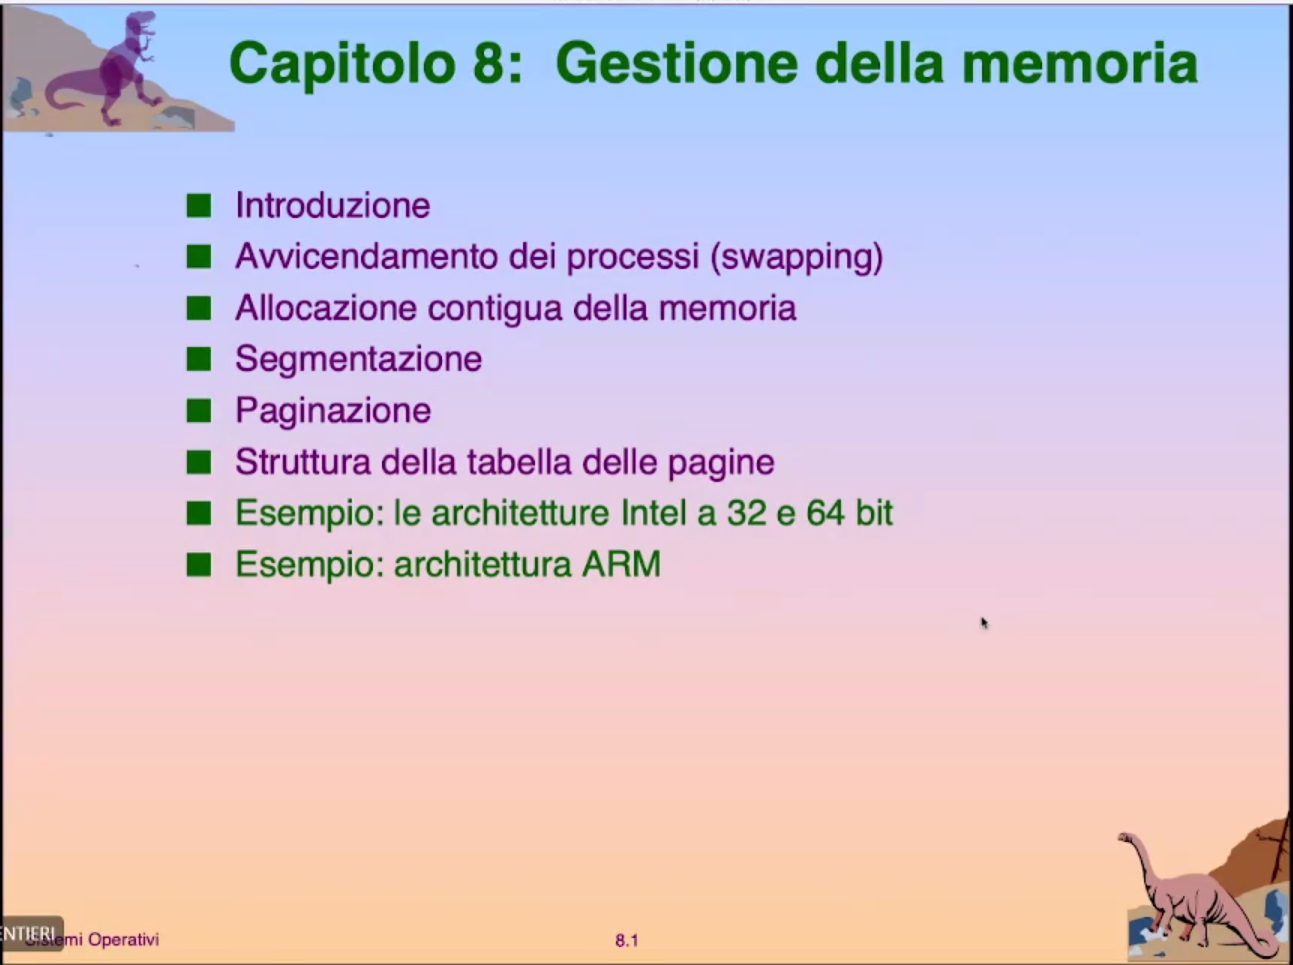 Capitolo 8: Gestione della memoria
Introduzione
Avvicendamento dei processi (swapping)
Allocazione contigua della memoria
Segmentazione
Paginazione
Struttura della tabella delle pagine
Esempio: le architetture Intel a 32 e 64 bit
Esempio: architettura ARM
ENTIERI
Sistemi Operativi
8.1